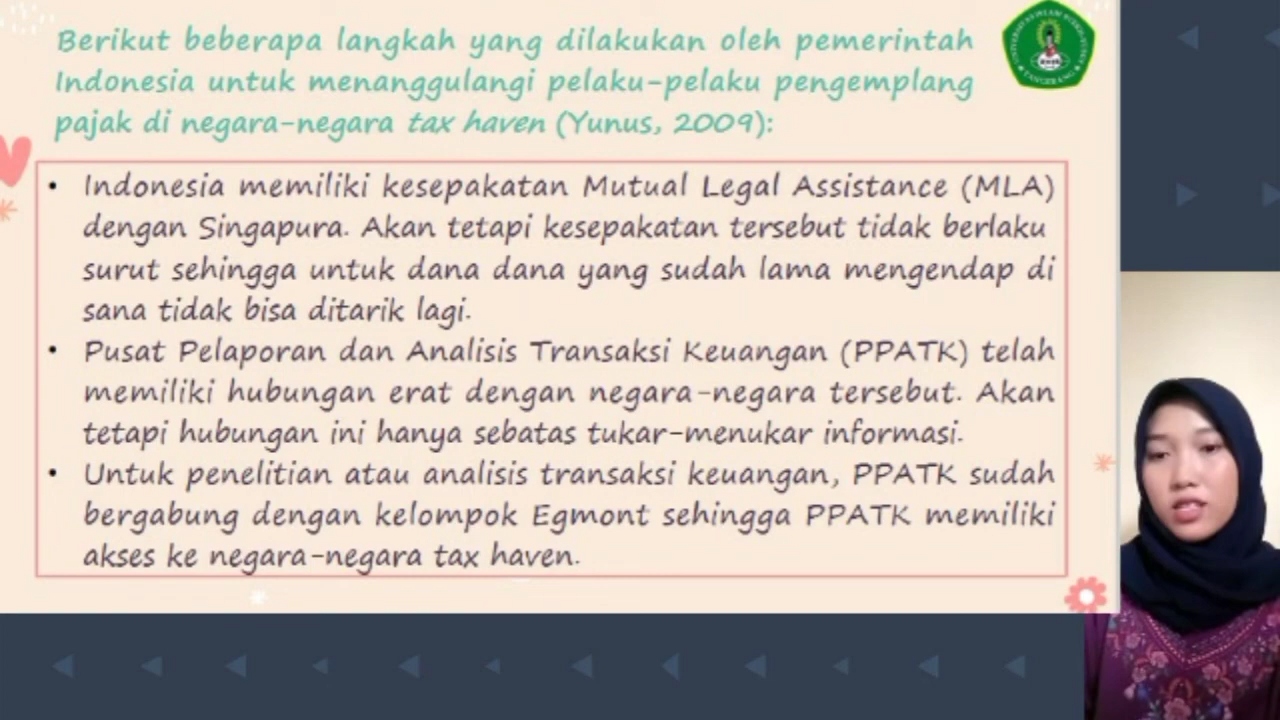 Berikut beberapa langkah yang dilakukan oleh pemerintah
Indonesia untuk menanggulangi pelaku-pelaku pengemplang
pajak di negara-negara tax haven (Yunus, 2009):
• Indonesia memiliki kesepakatan Mutual Legal Assistance (MLA)
dengan Singapura. Akan tetapi kesepakatan tersebut tidak berlaku
surut sehingga untuk dana dana yang sudah lama mengendap di
sana tidak bisa ditarik lagi.
• Pusat Pelaporan dan Analisis Transaksi Keuangan (PPATK) telah
memiliki hubungan erat dengan negara-negara tersebut. Akan
tetapi hubungan ini hanya sebatas tukar-menukar informasi.
• Untuk penelitian atau analisis transaksi keuangan, PPATK sudah
bergabung dengan kelompok Egmont sehingga PPATK memiliki
akses ke negara-negara tax haven.
TANGERANG